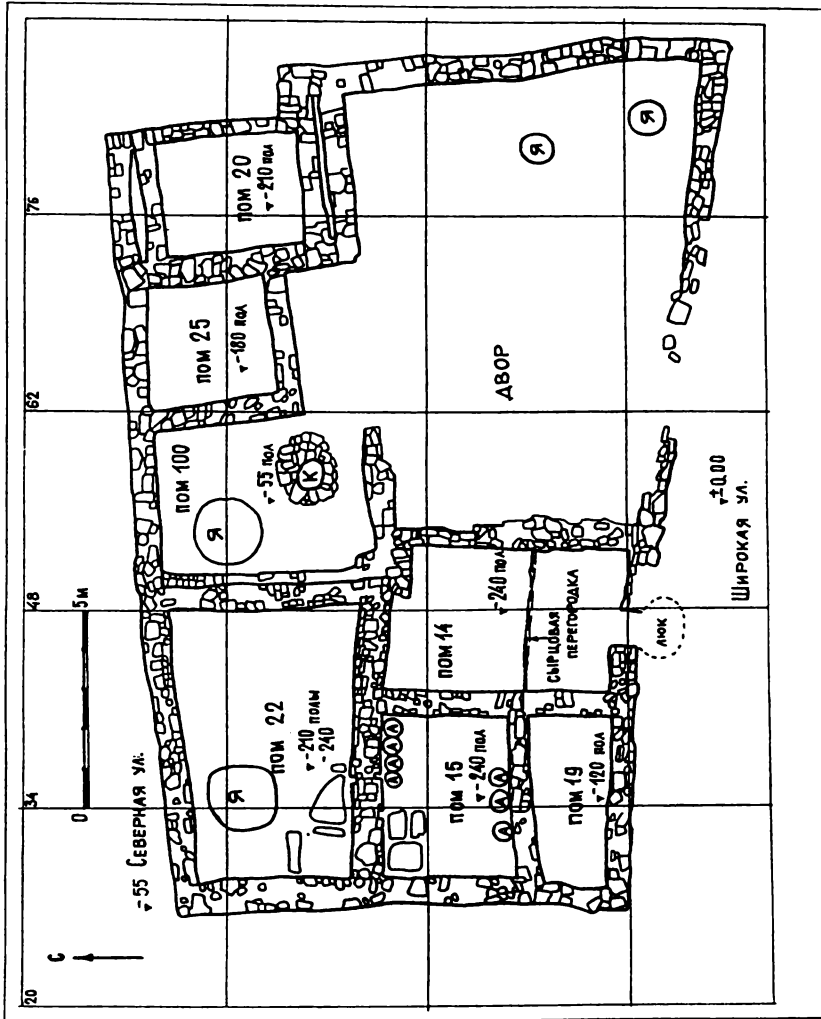 76
62
48
34
20
ПОМ 20
-210 ПОЛ
ПОМ 25
-180 ПОЛ
ПОМ 100
Я
-55 ПОЛ
К
ДВОР
Я
Я
0
5 м
-55 СЕВЕРНАЯ УЛ.
ПОМ 22
-210 ПОЛЫ
-240
Я
ПОМ 14
-240 ПОЛ
СЫРЦОВАЯ
ПЕРЕГОРОДКА
ПОМ 15
-240 ПОЛ
А А А А
А А А
ПОМ 19
-120 ПОЛ
ЛЮК
±0,00
ШИРОКАЯ УЛ.
С